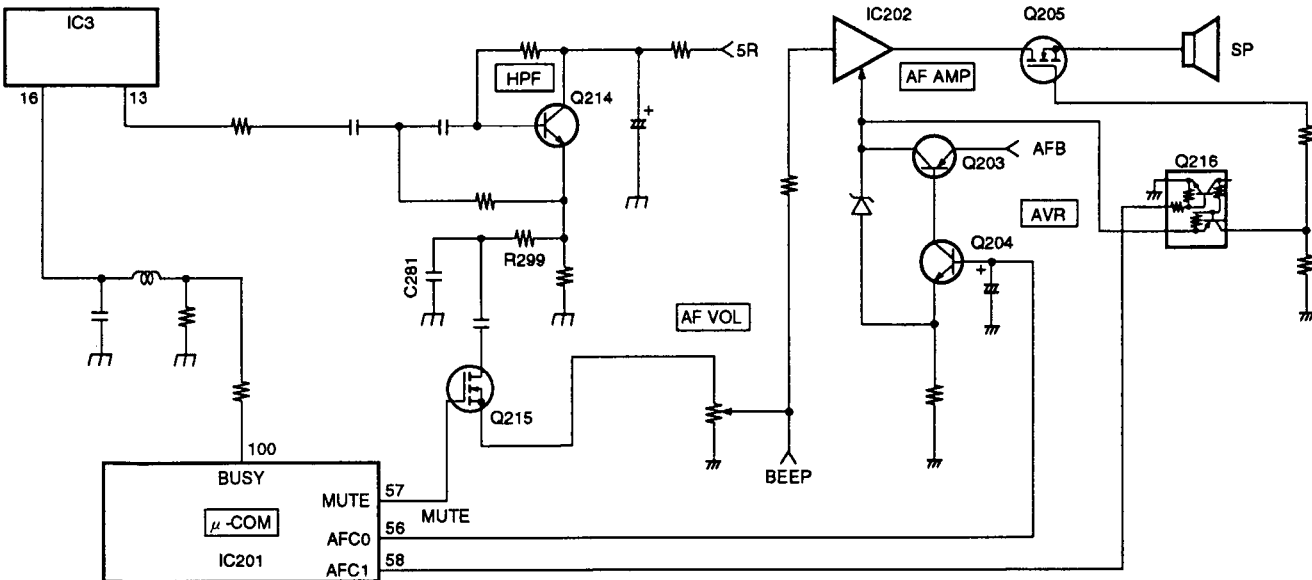 IC3
16
13
HPF
5R
Q214
IC202
Q205
SP
AF AMP
Q203
AFB
Q216
AVR
R299
C281
Q204
+
+
AF VOL
Q215
BEEP
100
BUSY
MUTE
57
MUTE
μ-COM
AFC0
56
IC201
AFC1
58